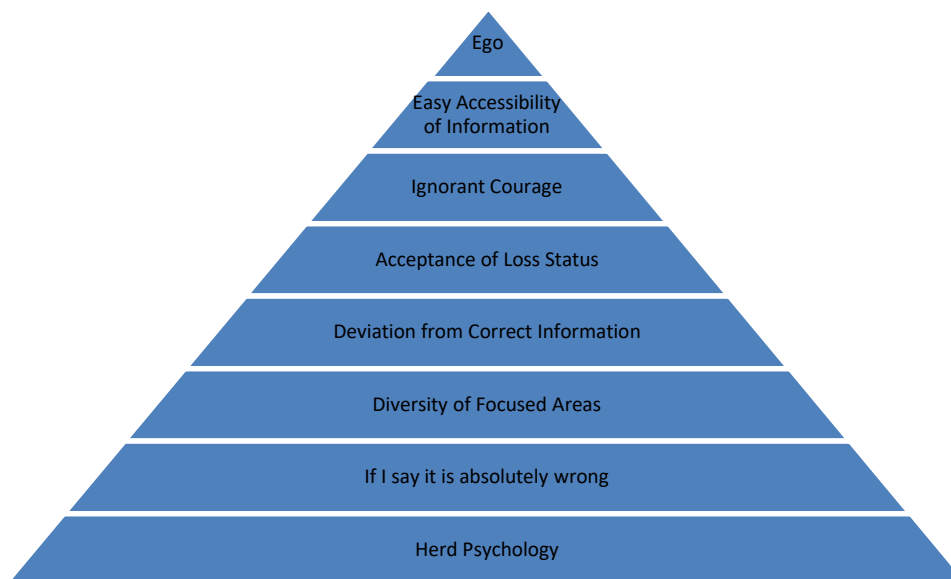 Ego
Easy Accessibility
of Information
Ignorant Courage
Acceptance of Loss Status
Deviation from Correct Information
Diversity of Focused Areas
If I say it is absolutely wrong
Herd Psychology